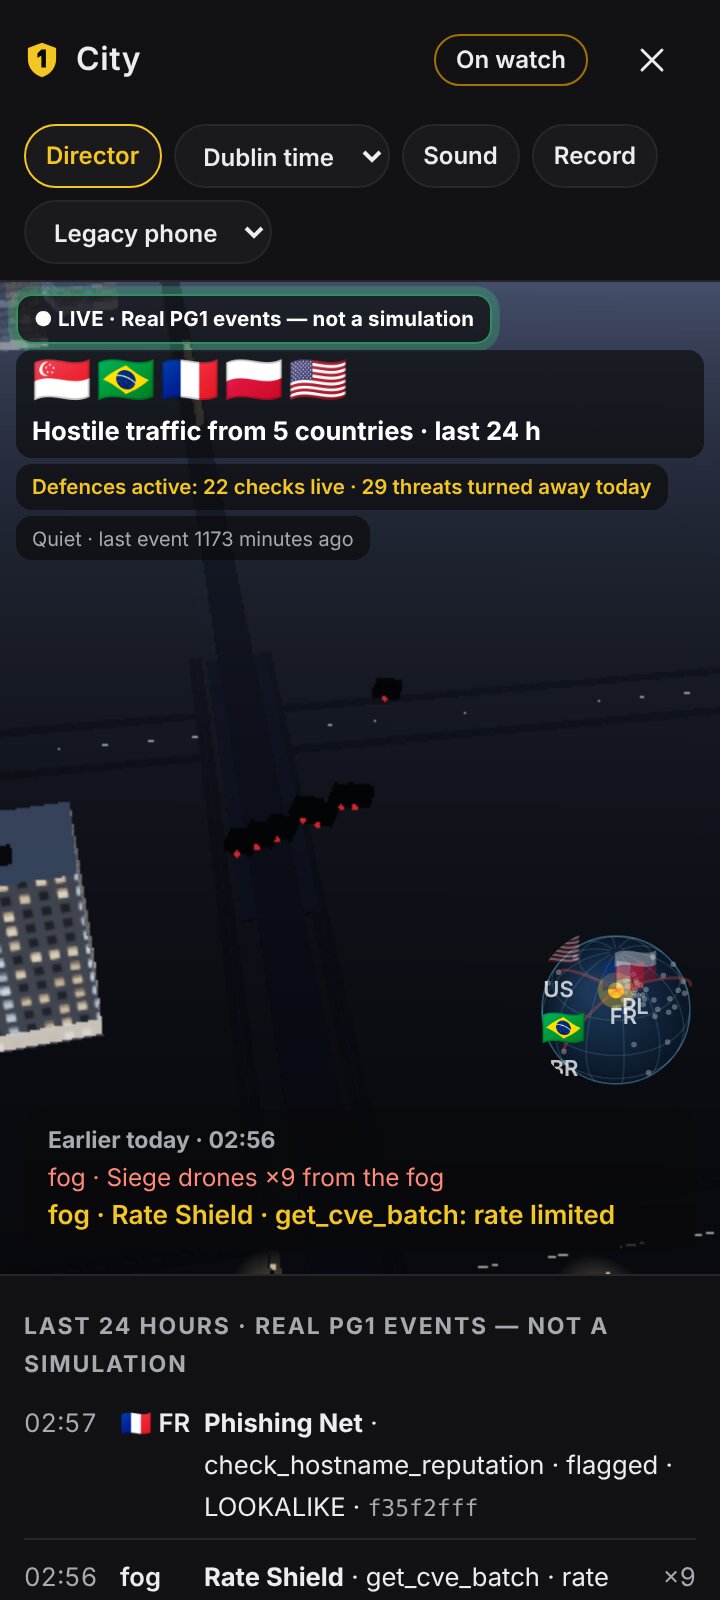 1 City
On watch
Director
Dublin time
Sound
Record
Legacy phone
LIVE · Real PG1 events — not a simulation
Hostile traffic from 5 countries · last 24 h
Defences active: 22 checks live · 29 threats turned away today
Quiet · last event 1173 minutes ago
US
PL
FR
BR
Earlier today · 02:56
fog · Siege drones ×9 from the fog
fog · Rate Shield · get_cve_batch: rate limited
LAST 24 HOURS · REAL PG1 EVENTS — NOT A
SIMULATION
02:57 FR Phishing Net ·
check_hostname_reputation · flagged ·
LOOKALIKE · f35f2fff
02:56 fog Rate Shield · get_cve_batch · rate ×9